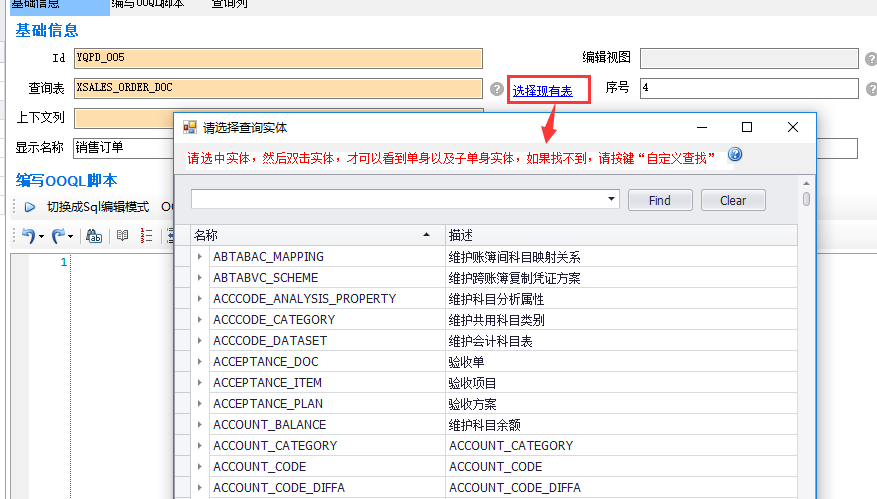 基础信息 编写OOQL脚本 查询列
基础信息
Id YQPD_005 编辑视图
查询表 XSALES_ORDER_DOC 选择现有表 序号 4
上下文列
显示名称 销售订单
编写OOQL脚本
切换成Sql编辑模式
1
请选择查询实体
请选中实体，然后双击实体，才可以看到单身以及子单身实体，如果找不到，请按键“自定义查找”
Find Clear
名称 描述
ABTABAC_MAPPING 维护账簿间科目映射关系
ABTABVC_SCHEME 维护跨账簿复制凭证方案
ACCCODE_ANALYSIS_PROPERTY 维护科目分析属性
ACCCODE_CATEGORY 维护共用科目类别
ACCCODE_DATASET 维护会计科目表
ACCEPTANCE_DOC 验收单
ACCEPTANCE_ITEM 验收项目
ACCEPTANCE_PLAN 验收方案
ACCOUNT_BALANCE 维护科目余额
ACCOUNT_CATEGORY ACCOUNT_CATEGORY
ACCOUNT_CODE ACCOUNT_CODE
ACCOUNT_CODE_DIFFA ACCOUNT_CODE_DIFFA